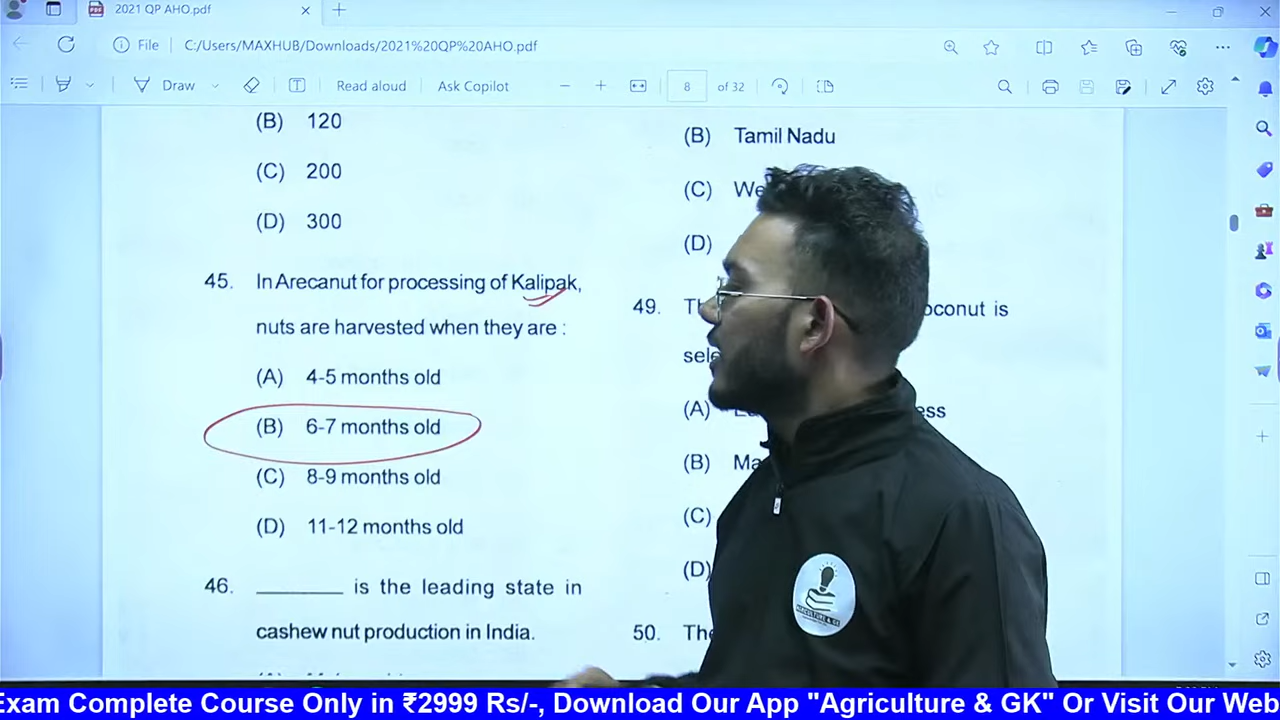 2021 QP AHO.pdf
File
C:/Users/MAXHUB/Downloads/2021%20QP%20AHO.pdf
Draw
Read aloud
Ask Copilot
8 of 32
(B) 120
(C) 200
(D) 300
45. In Arecanut for processing of Kalipak,
nuts are harvested when they are :
(A) 4-5 months old
(B) 6-7 months old
(C) 8-9 months old
(D) 11-12 months old
46. ________ is the leading state in
cashew nut production in India.
(B) Tamil Nadu
(C)
(D)
49.
is
(A)
(B)
(C)
(D)
50.
AGRICULTURE & GK
Exam Complete Course Only in ₹2999 Rs/-, Download Our App "Agriculture & GK" Or Visit Our Web